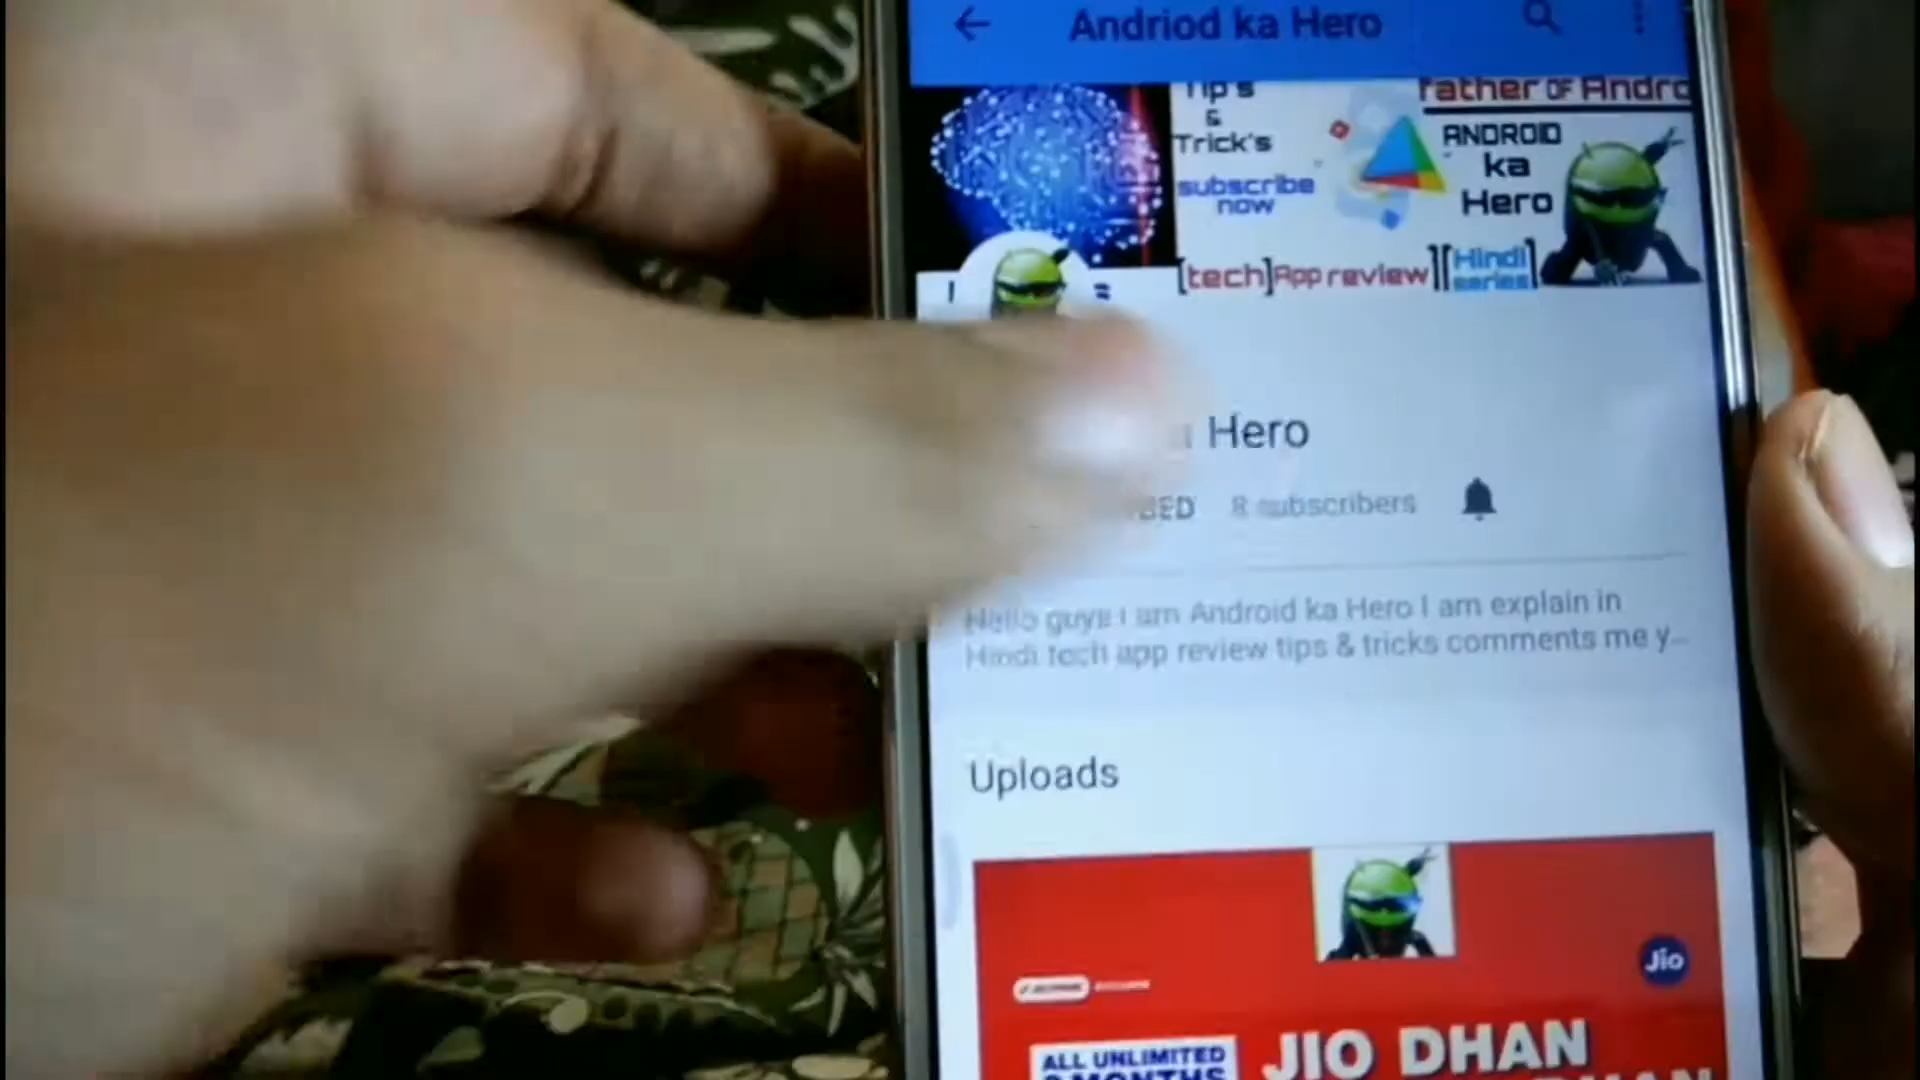 Andriod ka Hero
Tip's
&
Trick's
subscribe
now
father OF Andro
ANDROID
ka
Hero
[tech]App review][Hindi
series]
Hero
BED 8 subscribers
Hello guys I am Android ka Hero I am explain in
Hindi tech app review tips & tricks comments me y...
Uploads
Jio
ALL UNLIMITED
MONTHS
JIO DHAN